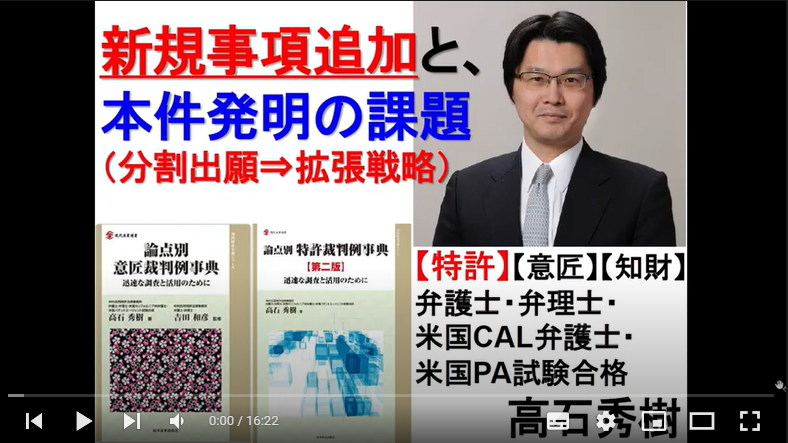 新規事項追加と、
本件発明の課題
（分割出願⇒拡張戦略）
論点別
意匠裁判例事典
迅速な調査と活用のために
高石 秀樹 著
吉田 和彦 監修
論点別 特許裁判例事典
【第二版】
迅速な調査と活用のために
高石 秀樹 著
【特許】【意匠】【知財】
弁護士・弁理士・
米国CAL弁護士・
米国PA試験合格
高石秀樹
0:00 / 16:22